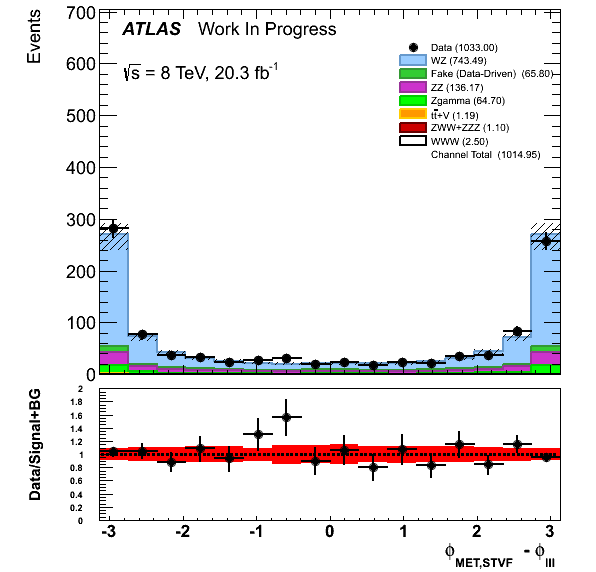 Events
700
600
500
400
300
200
100
0
ATLAS Work In Progress
√s = 8 TeV, 20.3 fb⁻¹
Data (1033.00)
WZ (743.49)
Fake (Data-Driven) (65.80)
ZZ (136.17)
Zgamma (64.70)
tt̄+V (1.19)
ZWW+ZZZ (1.10)
WWW (2.50)
Channel Total (1014.95)
Data/Signal+BG
2
1.8
1.6
1.4
1.2
1
0.8
0.6
0.4
0.2
0
-3 -2 -1 0 1 2 3
ϕMET,STVF - ϕlll